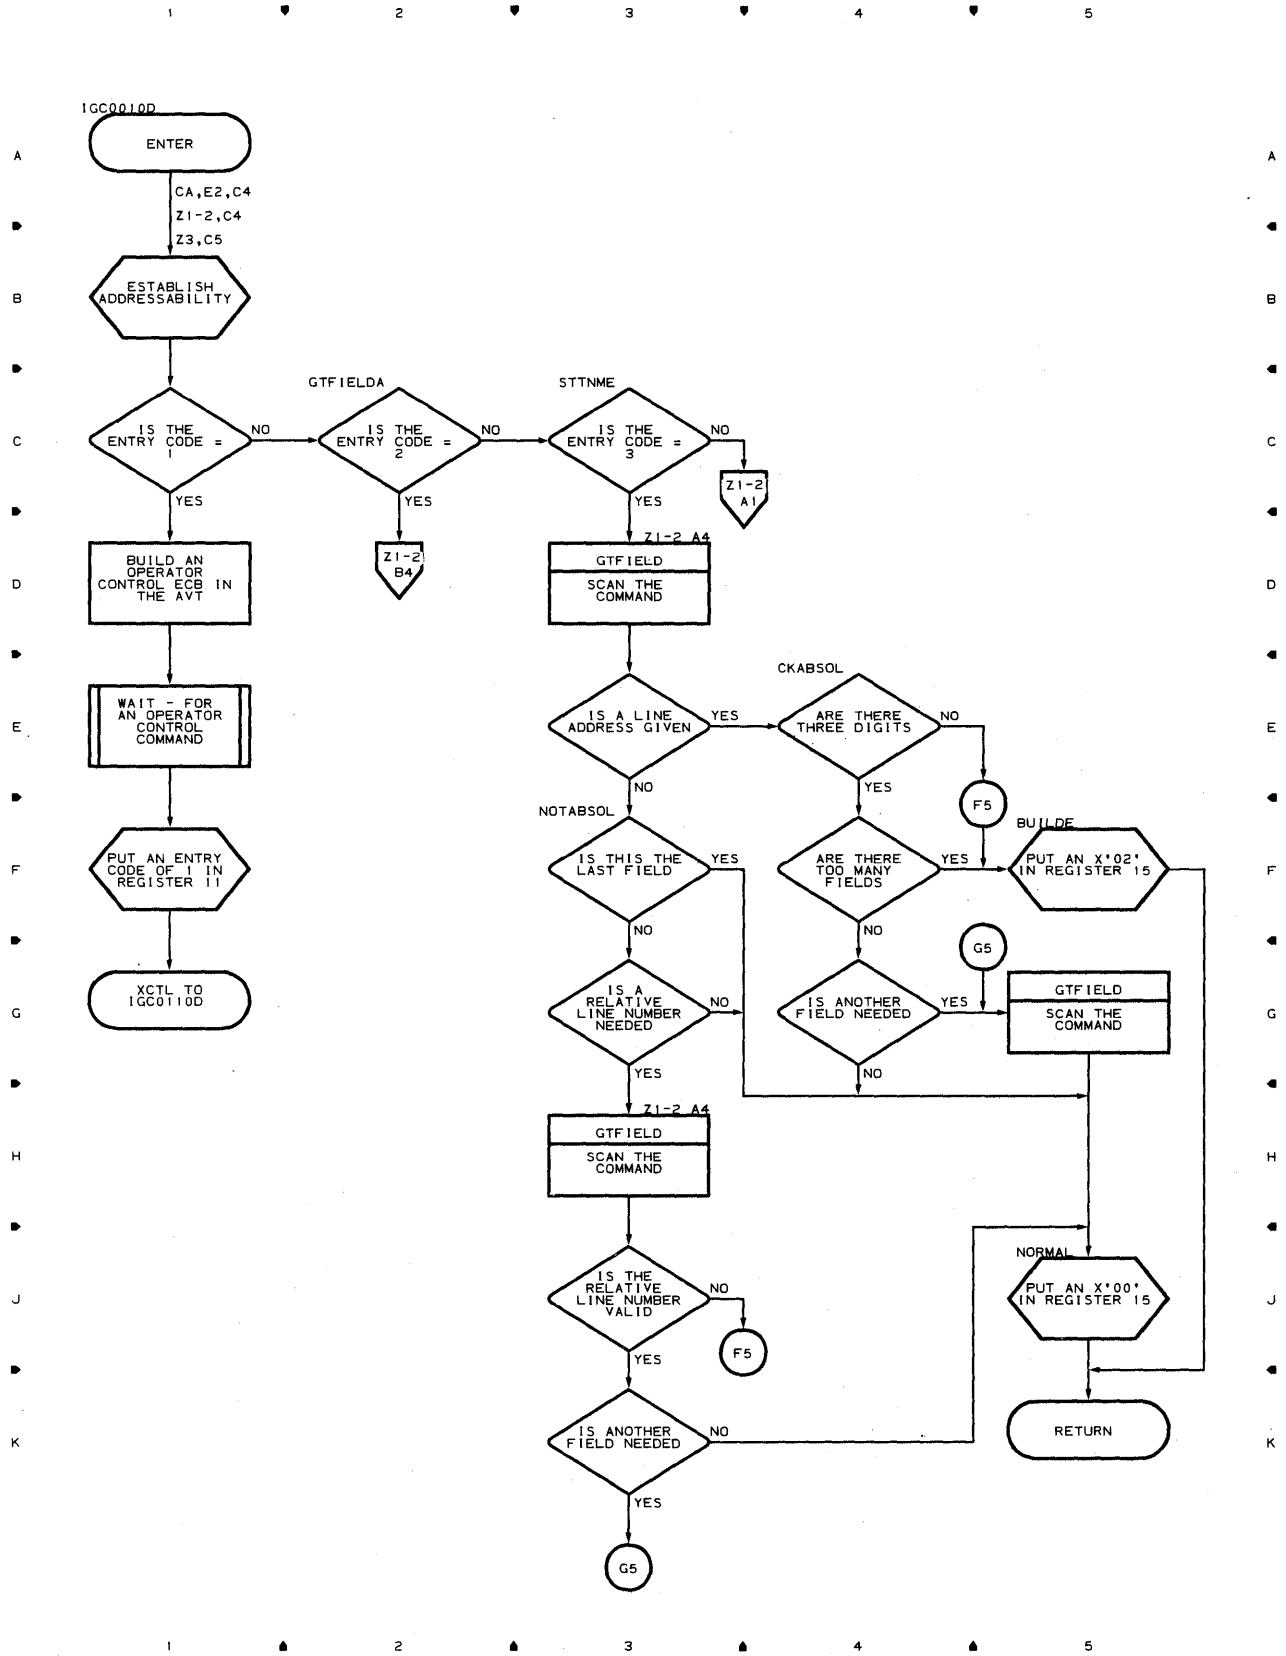 1 2 3 4 5
IGC0010D
ENTER
A A
CA,E2,C4
Z1-2,C4
Z3,C5
ESTABLISH
ADDRESSABILITY
B B
GTFIELDA
STTNME
IS THE
ENTRY CODE =
1
NO
IS THE
ENTRY CODE =
2
NO
IS THE
ENTRY CODE =
3
NO
C C
Z1-2
A1
YES
YES
YES
BUILD AN
OPERATOR
CONTROL ECB IN
THE AVT
Z1-2
B4
Z1-2 A4
GTFIELD
SCAN THE
COMMAND
D D
CKABSOL
WAIT - FOR
AN OPERATOR
CONTROL
COMMAND
IS A LINE
ADDRESS GIVEN
YES
ARE THERE
THREE DIGITS
NO
E E
NO
YES
F5
NOTABSOL
BUILDE
PUT AN ENTRY
CODE OF 1 IN
REGISTER 11
IS THIS THE
LAST FIELD
YES
ARE THERE
TOO MANY
FIELDS
YES
PUT AN X'02'
IN REGISTER 15
F F
NO
NO
G5
XCTL TO
IGC0110D
IS A
RELATIVE
LINE NUMBER
NEEDED
NO
IS ANOTHER
FIELD NEEDED
YES
GTFIELD
SCAN THE
COMMAND
G G
YES
NO
Z1-2 A4
GTFIELD
SCAN THE
COMMAND
H H
NORMAL
IS THE
RELATIVE
LINE NUMBER
VALID
NO
PUT AN X'00'
IN REGISTER 15
J J
F5
YES
IS ANOTHER
FIELD NEEDED
NO
RETURN
K K
YES
G5
1 2 3 4 5